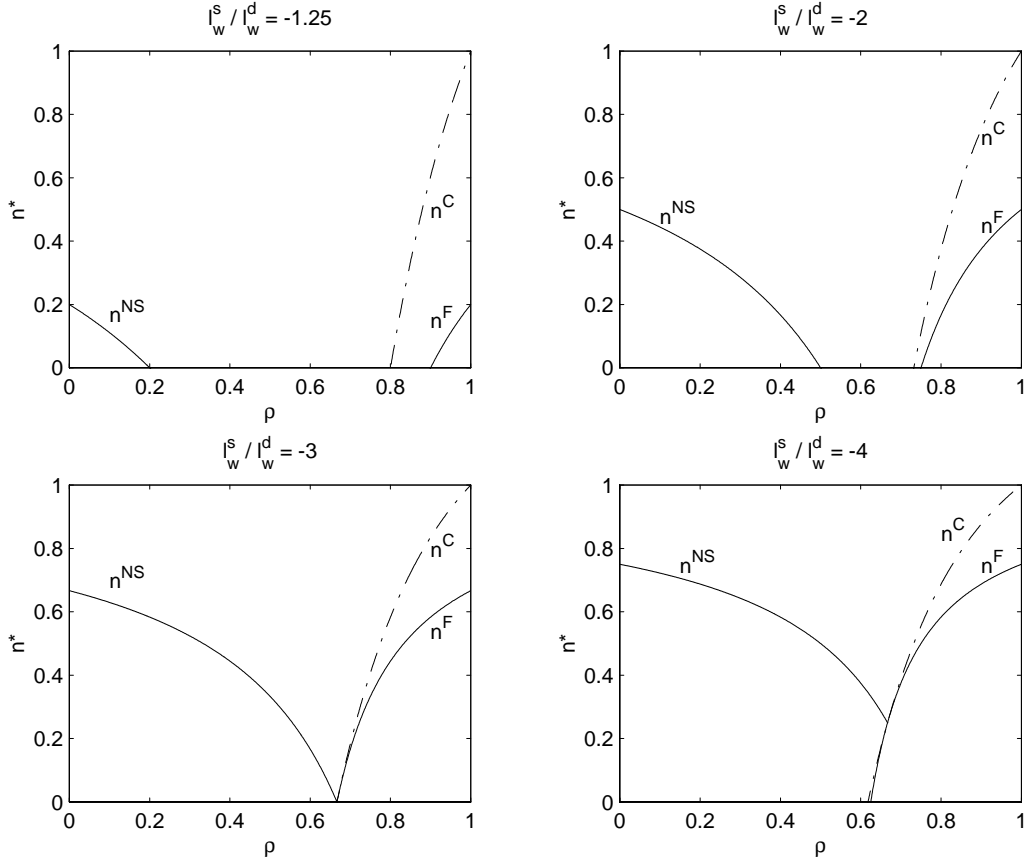 l_w^s / l_w^d = -1.25
1
0.8
0.6
0.4
0.2
0
n*
n^NS
n^C
n^F
0 0.2 0.4 0.6 0.8 1
ρ
l_w^s / l_w^d = -2
1
0.8
0.6
0.4
0.2
0
n*
n^NS
n^C
n^F
0 0.2 0.4 0.6 0.8 1
ρ
l_w^s / l_w^d = -3
1
0.8
0.6
0.4
0.2
0
n*
n^NS
n^C
n^F
0 0.2 0.4 0.6 0.8 1
ρ
l_w^s / l_w^d = -4
1
0.8
0.6
0.4
0.2
0
n*
n^NS
n^C
n^F
0 0.2 0.4 0.6 0.8 1
ρ